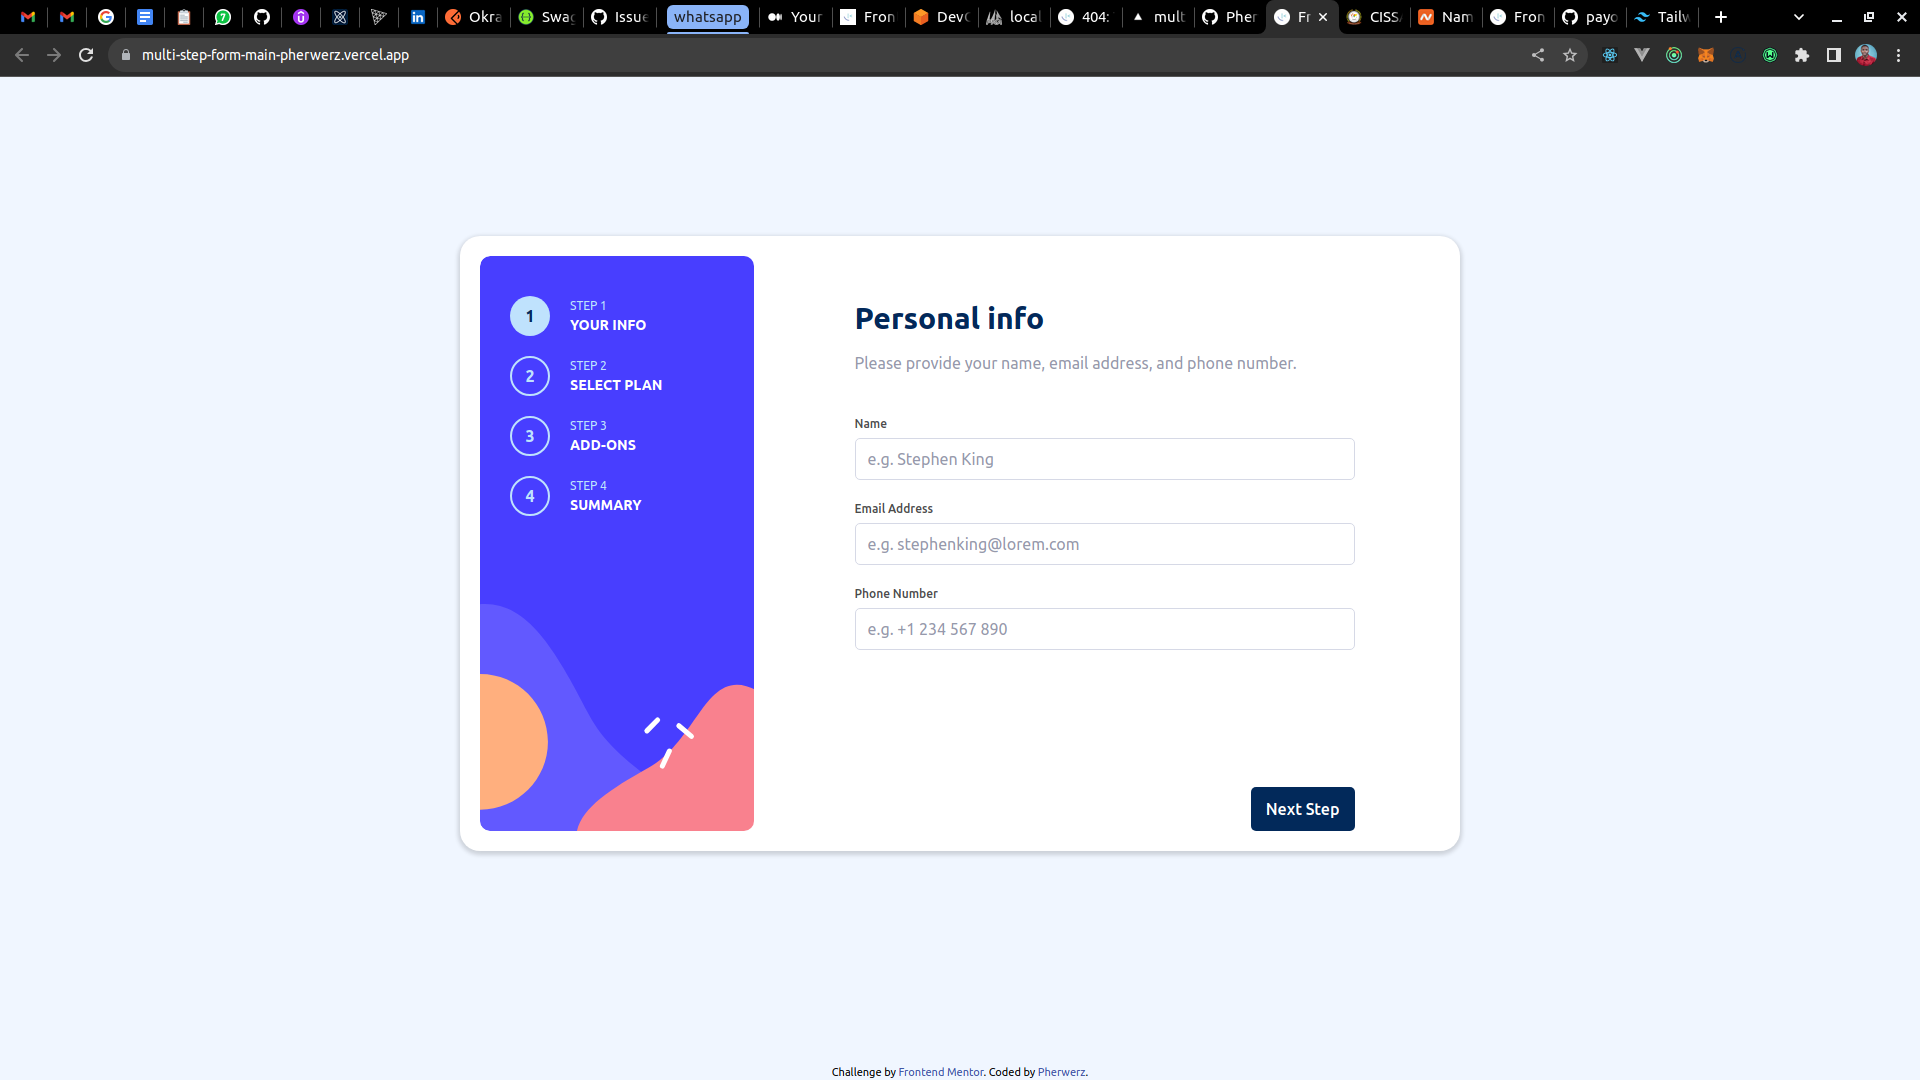 Okra
Swag
Issue
whatsapp
Your
Fron
Dev
local
404:
mult
Pher
Fr
CISS
Nam
Fron
payo
Tailw
multi-step-form-main-pherwerz.vercel.app
1
STEP 1
YOUR INFO
2
STEP 2
SELECT PLAN
3
STEP 3
ADD-ONS
4
STEP 4
SUMMARY
Personal info
Please provide your name, email address, and phone number.
Name
e.g. Stephen King
Email Address
e.g. stephenking@lorem.com
Phone Number
e.g. +1 234 567 890
Next Step
Challenge by Frontend Mentor. Coded by Pherwerz.